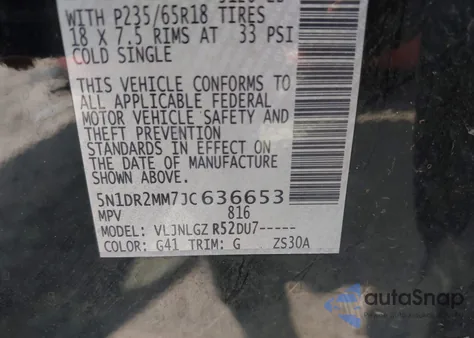 WITH P235/65R18 TIRES
18 X 7.5 RIMS AT 33 PSI
COLD SINGLE
THIS VEHICLE CONFORMS TO
ALL APPLICABLE FEDERAL
MOTOR VEHICLE SAFETY AND
THEFT PREVENTION
STANDARDS IN EFFECT ON
THE DATE OF MANUFACTURE
SHOWN ABOVE.
5N1DR2MM7JC636653
MPV 816
MODEL: VLJNLGZ R52DU7-----
COLOR: G41 TRIM: G ZS30A
autoSnap